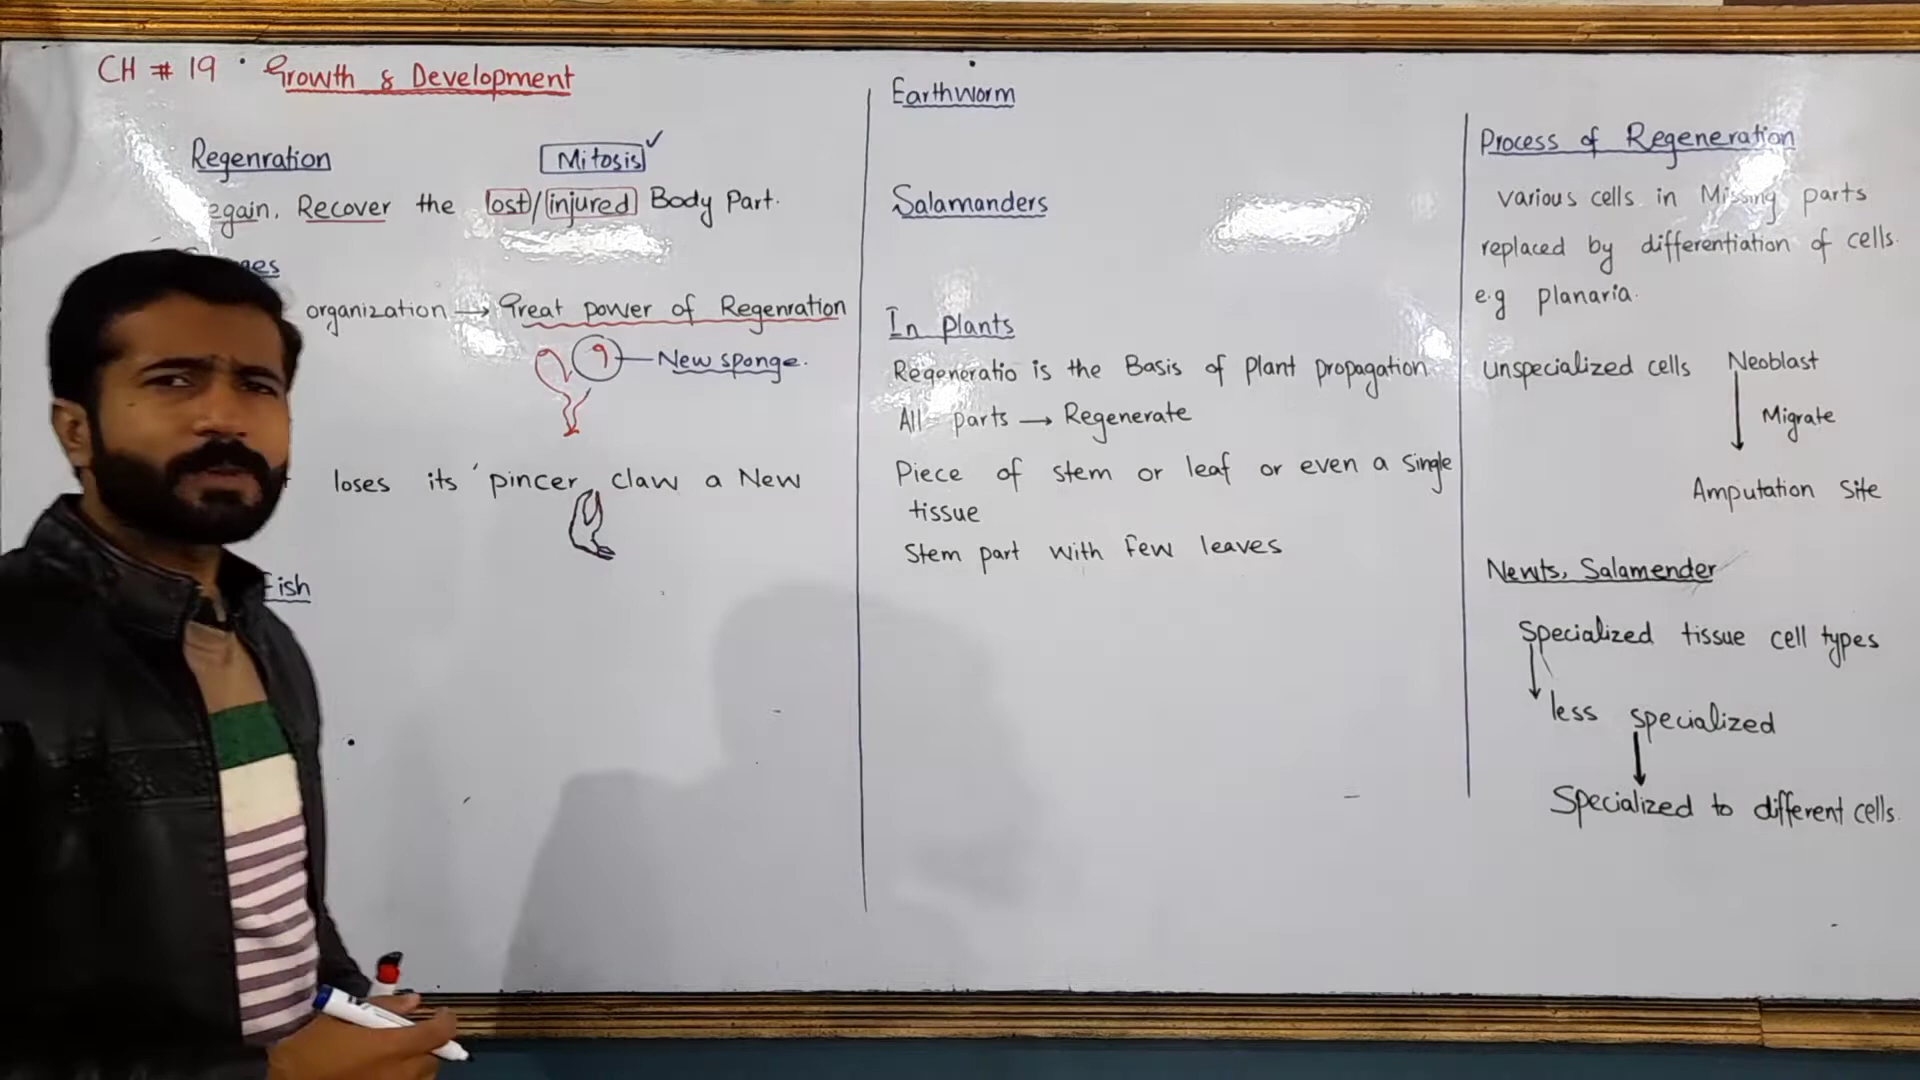 CH # 19 · Growth & Development
Regenration Mitosis ✓
egain, Recover the lost/injured Body Part.
ges
organization → Great power of Regenration
New sponge.
loses its pincer claw a New
Fish
Earthworm
Salamanders
In plants
Regeneratio is the Basis of plant propagation.
All parts → Regenerate
Piece of stem or leaf or even a single
tissue
Stem part with few leaves
Process of Regeneration
various cells in Missing parts
replaced by differentiation of cells.
e.g planaria.
unspecialized cells Neoblast
Migrate
Amputation Site
Newts, Salamender
Specialized tissue cell types
less specialized
Specialized to different cells.